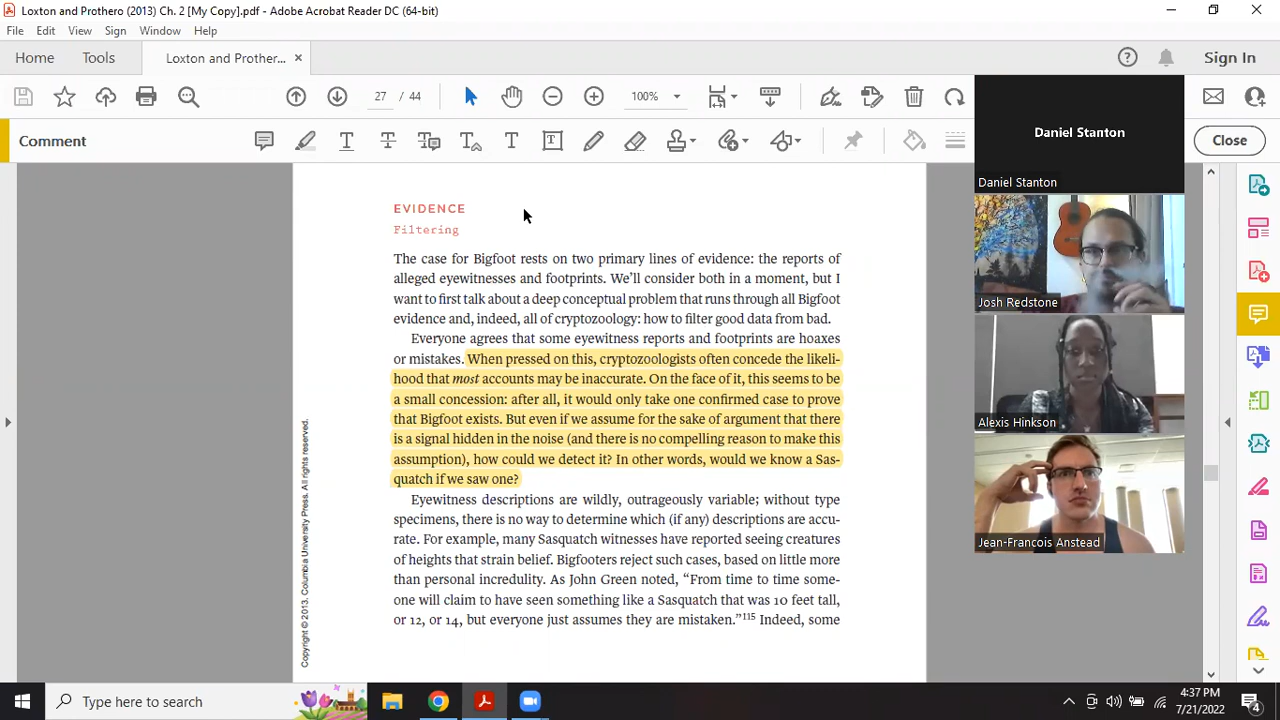 Loxton and Prothero (2013) Ch. 2 [My Copy].pdf - Adobe Acrobat Reader DC (64-bit)
File Edit View Sign Window Help
Home Tools Loxton and Prother... × Sign In
27 / 44 100%
Comment Close
EVIDENCE
Filtering
The case for Bigfoot rests on two primary lines of evidence: the reports of
alleged eyewitnesses and footprints. We'll consider both in a moment, but I
want to first talk about a deep conceptual problem that runs through all Bigfoot
evidence and, indeed, all of cryptozoology: how to filter good data from bad.
Everyone agrees that some eyewitness reports and footprints are hoaxes
or mistakes. When pressed on this, cryptozoologists often concede the likeli-
hood that most accounts may be inaccurate. On the face of it, this seems to be
a small concession: after all, it would only take one confirmed case to prove
that Bigfoot exists. But even if we assume for the sake of argument that there
is a signal hidden in the noise (and there is no compelling reason to make this
assumption), how could we detect it? In other words, would we know a Sas-
quatch if we saw one?
Eyewitness descriptions are wildly, outrageously variable; without type
specimens, there is no way to determine which (if any) descriptions are accu-
rate. For example, many Sasquatch witnesses have reported seeing creatures
of heights that strain belief. Bigfooters reject such cases, based on little more
than personal incredulity. As John Green noted, "From time to time some-
one will claim to have seen something like a Sasquatch that was 10 feet tall,
or 12, or 14, but everyone just assumes they are mistaken."115 Indeed, some
Copyright © 2013. Columbia University Press. All rights reserved.
Daniel Stanton
Daniel Stanton
Josh Redstone
Alexis Hinkson
Jean-Francois Anstead
Type here to search
4:37 PM
7/21/2022
4